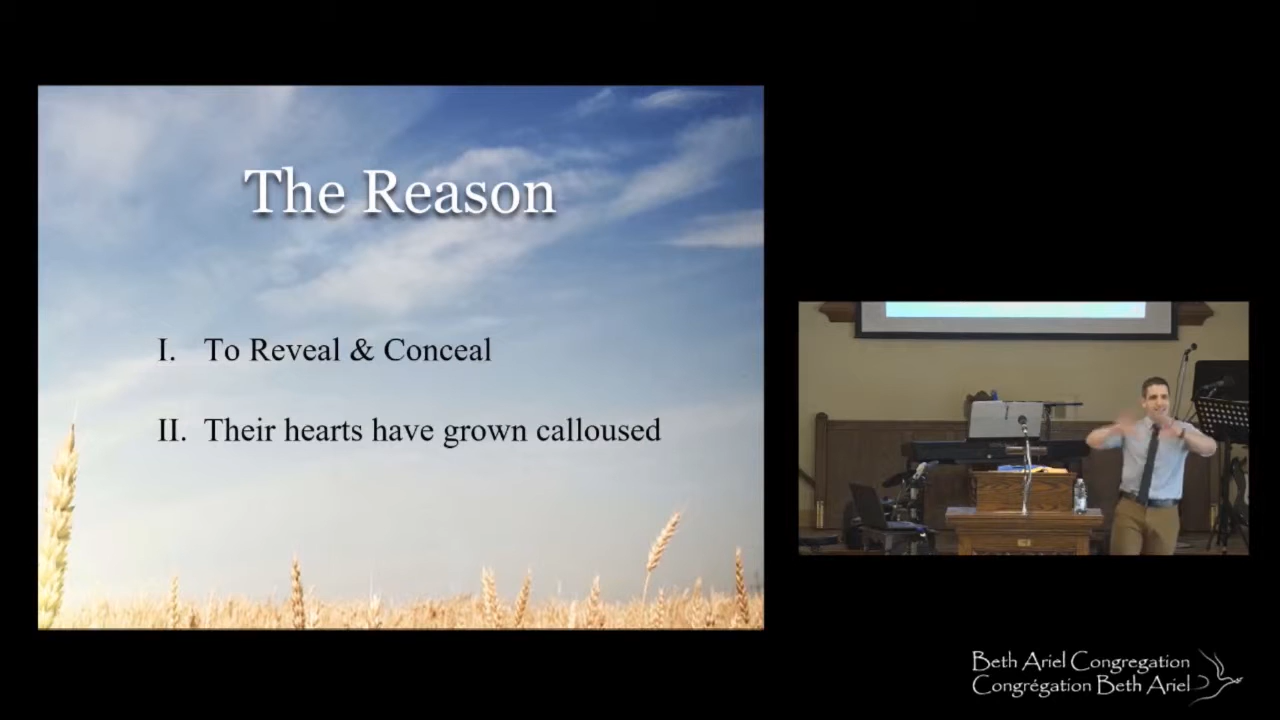 The Reason
I. To Reveal & Conceal
II. Their hearts have grown calloused
Beth Ariel Congregation
Congrégation Beth Ariel